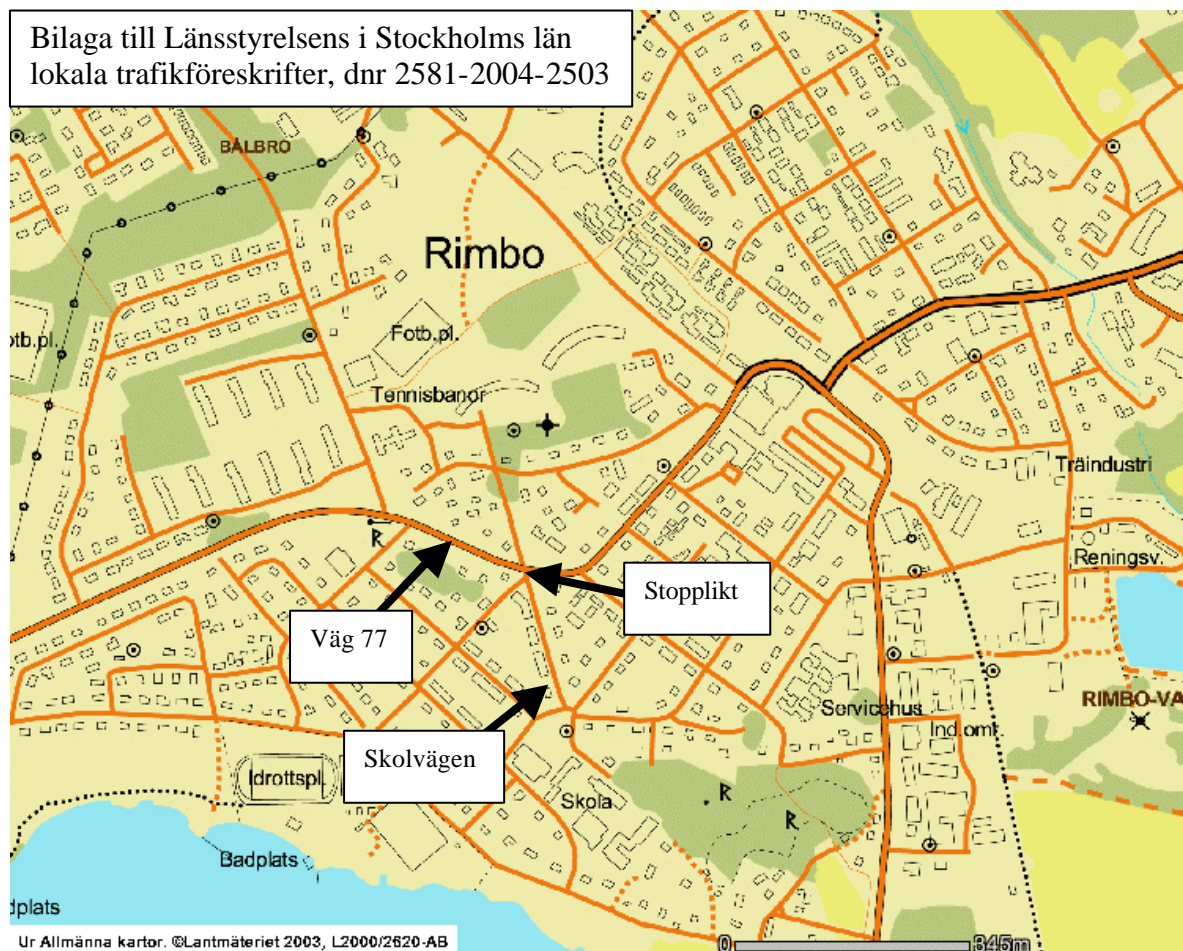 Bilaga till Länsstyrelsens i Stockholms län
lokala trafikföreskrifter, dnr 2581-2004-2503
BÅLBRO
Rimbo
otb.pl.
Fotb.pl.
Tennisbanor
Träindustri
Reningsv.
Stopplikt
Väg 77
RIMBO-VA
Servicehus
Ind.omr.
Skolvägen
Idrottspl.
Skola
R
R
R
Badplats
dplats
Ur Allmänna kartor. ©Lantmäteriet 2003, L2000/2620-AB
0 345m